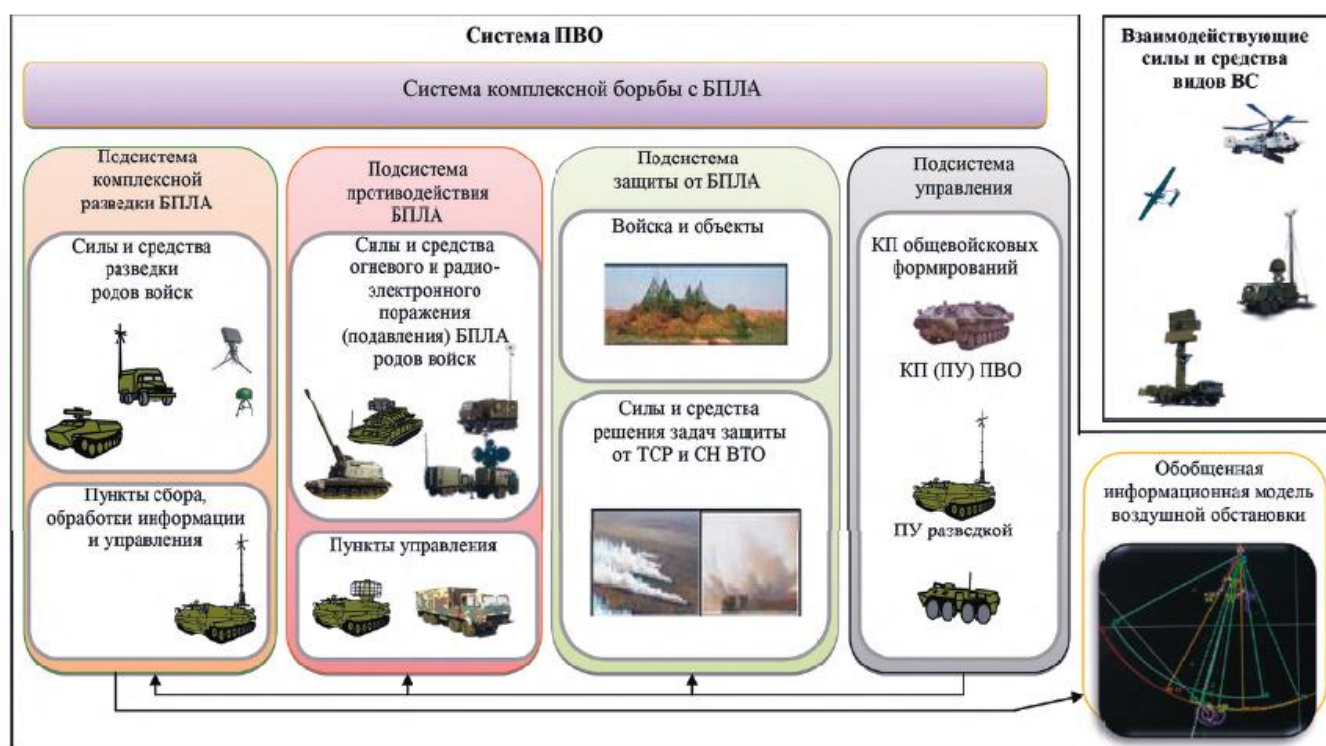 Система ПВО
Система комплексной борьбы с БПЛА
Подсистема
комплексной
разведки БПЛА
Силы и средства
разведки
родов войск
Пункты сбора,
обработки информации
и управления
Подсистема
противодействия
БПЛА
Силы и средства
огневого и радио-
электронного
поражения
(подавления) БПЛА
родов войск
Пункты управления
Подсистема
защиты от БПЛА
Войска и объекты
Силы и средства
решения задач защиты
от ТСР и СН ВТО
Подсистема
управления
КП общевойсковых
формирований
КП (ПУ) ПВО
ПУ разведкой
Взаимодействующие
силы и средства
видов ВС
Обобщенная
информационная модель
воздушной обстановки